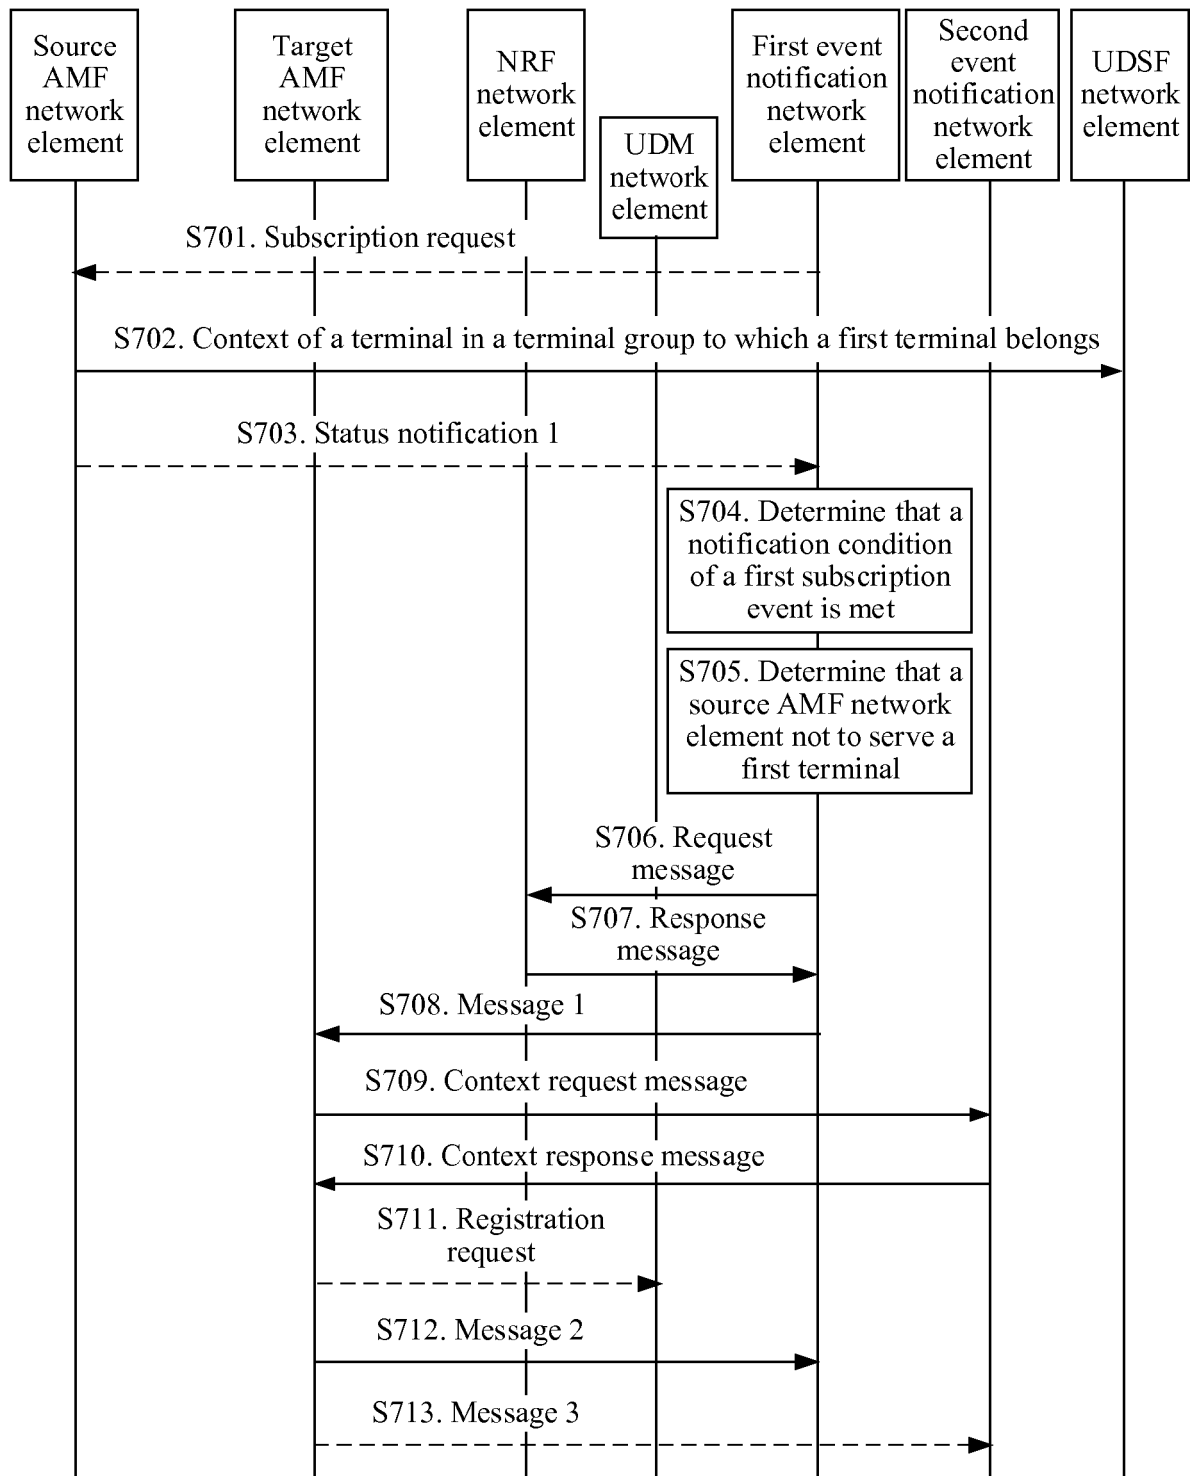 Source
AMF
network
element
Target
AMF
network
element
NRF
network
element
UDM
network
element
First event
notification
network
element
Second
event
notification
network
element
UDSF
network
element
S701. Subscription request
S702. Context of a terminal in a terminal group to which a first terminal belongs
S703. Status notification 1
S704. Determine that a
notification condition
of a first subscription
event is met
S705. Determine that a
source AMF network
element not to serve a
first terminal
S706. Request
message
S707. Response
message
S708. Message 1
S709. Context request message
S710. Context response message
S711. Registration
request
S712. Message 2
S713. Message 3